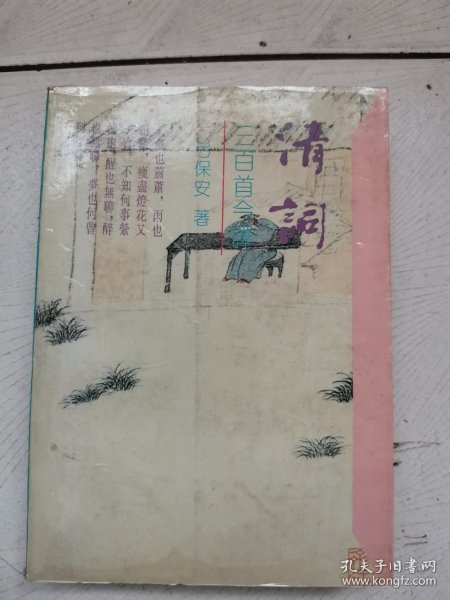 清詞
三百首今
保安 著
也蕭蕭，雨也
瘦盡燈花又
不知何事縈
醒也無聊，醉
夢也何曾
到
孔夫子旧书网
www.kongfz.com